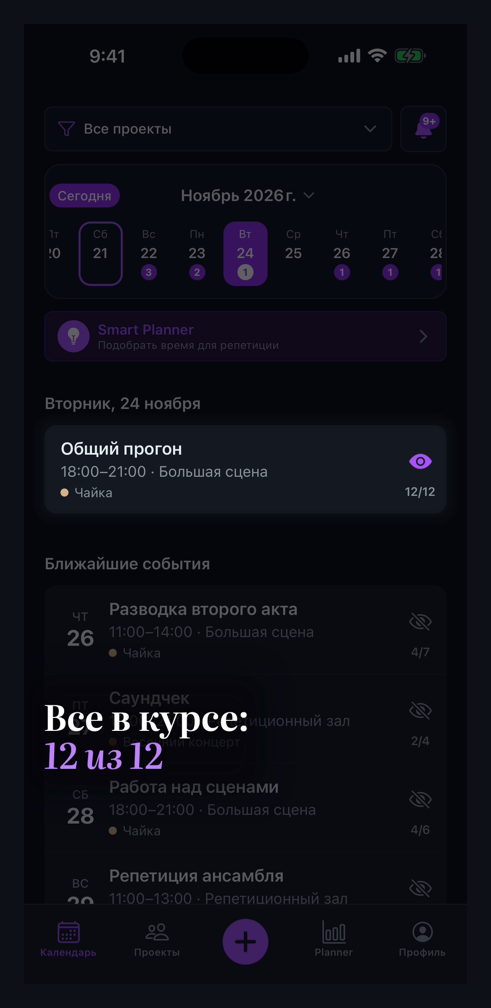 9:41
Все проекты
9+
Сегодня
Ноябрь 2026 г.
Сб Вс Пн Вт Ср Чт Пт
20 21 22 23 24 25 26 27 28
3 2 1 1 1 1
Smart Planner
Подобрать время для репетиции
Вторник, 24 ноября
Общий прогон
18:00–21:00 · Большая сцена
Чайка
12/12
Ближайшие события
ЧТ
26
Разводка второго акта
11:00–14:00 · Большая сцена
Чайка
4/7
ПТ
Саундчек
Все в курсе:
12 из 12
2/4
СБ
28
Работа над сценами
18:00–21:00 · Большая сцена
Чайка
4/6
ВС
29
Репетиция ансамбля
11:00–13:00 · Репетиционный зал
Календарь
Проекты
Planner
Профиль